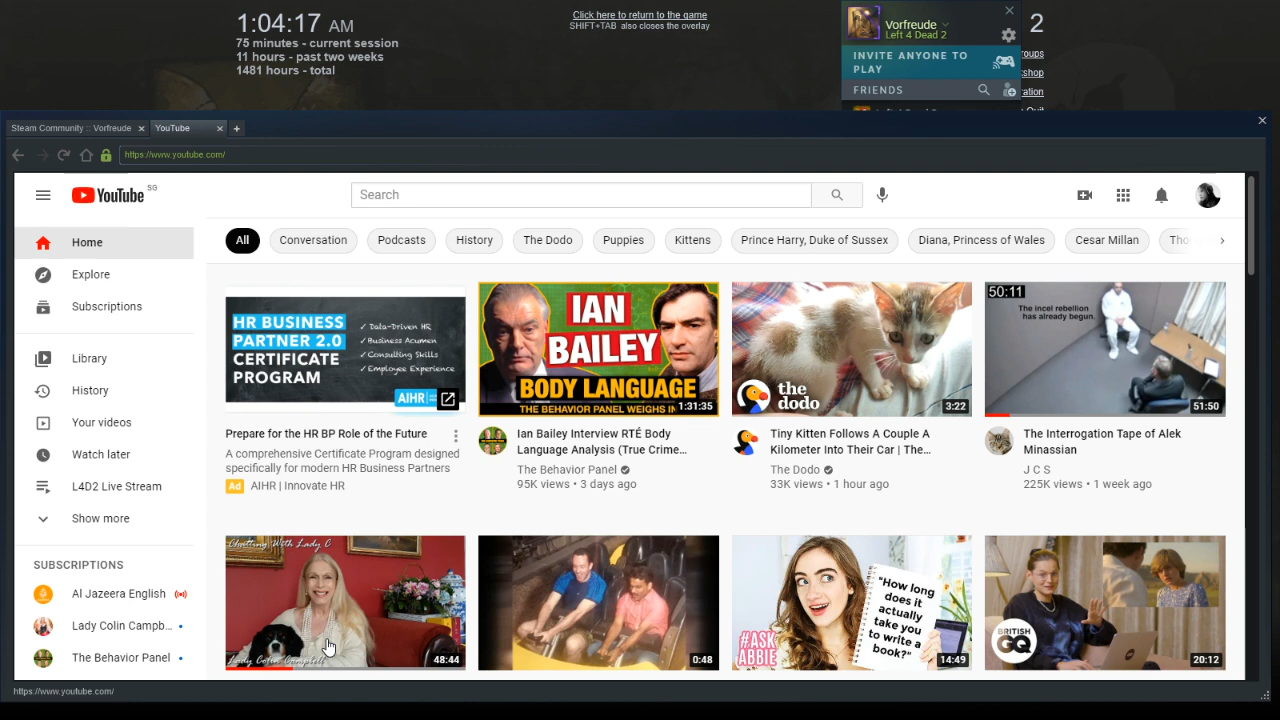 1:04:17 AM
75 minutes - current session
11 hours - past two weeks
1481 hours - total
Click here to return to the game
SHIFT+TAB also closes the overlay
Vorfreude
Left 4 Dead 2
INVITE ANYONE TO
PLAY
FRIENDS
2
oups
shop
ration
Steam Community :: Vorfreude
YouTube
https://www.youtube.com/
YouTube SG
Search
Home
Explore
Subscriptions
Library
History
Your videos
Watch later
L4D2 Live Stream
Show more
SUBSCRIPTIONS
Al Jazeera English
Lady Colin Campb...
The Behavior Panel
All
Conversation
Podcasts
History
The Dodo
Puppies
Kittens
Prince Harry, Duke of Sussex
Diana, Princess of Wales
Cesar Millan
HR BUSINESS
PARTNER 2.0
CERTIFICATE
PROGRAM
✓ Data-Driven HR
✓ Business Acumen
✓ Consulting Skills
✓ Employee Experience
AIHR
Prepare for the HR BP Role of the Future
A comprehensive Certificate Program designed
specifically for modern HR Business Partners
Ad AIHR | Innovate HR
IAN
BAILEY
BODY LANGUAGE
THE BEHAVIOR PANEL WEIGHS IN
1:31:35
Ian Bailey Interview RTÉ Body
Language Analysis (True Crime...
The Behavior Panel
95K views • 3 days ago
the
dodo
3:22
Tiny Kitten Follows A Couple A
Kilometer Into Their Car | The...
The Dodo
33K views • 1 hour ago
50:11
The incel rebellion
has already begun.
51:50
The Interrogation Tape of Alek
Minassian
J C S
225K views • 1 week ago
Chatting With Lady C
Lady Colin Campbell
48:44
0:48
#ASK
ABBIE
"How long
does it
actually
take you
to write a
book?"
14:49
BRITISH
GQ
20:12
https://www.youtube.com/